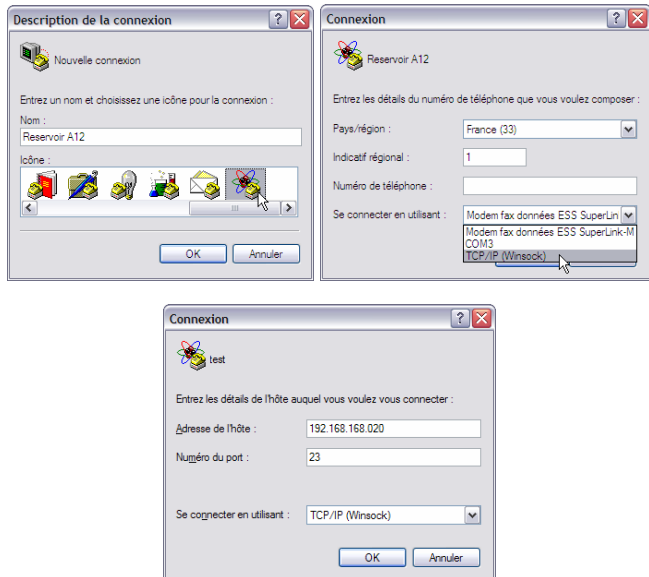 Description de la connexion
Nouvelle connexion
Entrez un nom et choisissez une icône pour la connexion :
Nom :
Reservoir A12
Icône :
OK Annuler
Connexion
Reservoir A12
Entrez les détails du numéro de téléphone que vous voulez composer :
Pays/région : France (33)
Indicatif régional : 1
Numéro de téléphone :
Se connecter en utilisant : Modem fax données ESS SuperLin
Modem fax données ESS SuperLink-M
COM3
TCP/IP (Winsock)
Connexion
test
Entrez les détails de l'hôte auquel vous voulez vous connecter :
Adresse de l'hôte : 192.168.168.020
Numéro du port : 23
Se connecter en utilisant : TCP/IP (Winsock)
OK Annuler